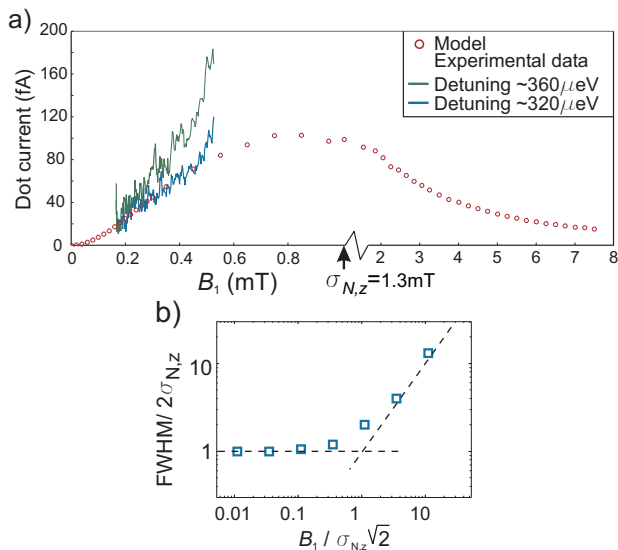 a)
Dot current (fA)
200
160
120
80
40
0
Model
Experimental data
Detuning ~360μeV
Detuning ~320μeV
0 0.2 0.4 0.6 0.8 1 2 3 4 5 6 7 8
B₁ (mT)
σN,z=1.3mT
b)
FWHM/ 2σN,z
10
1
0.01 0.1 1 10
B₁ / σN,z√2